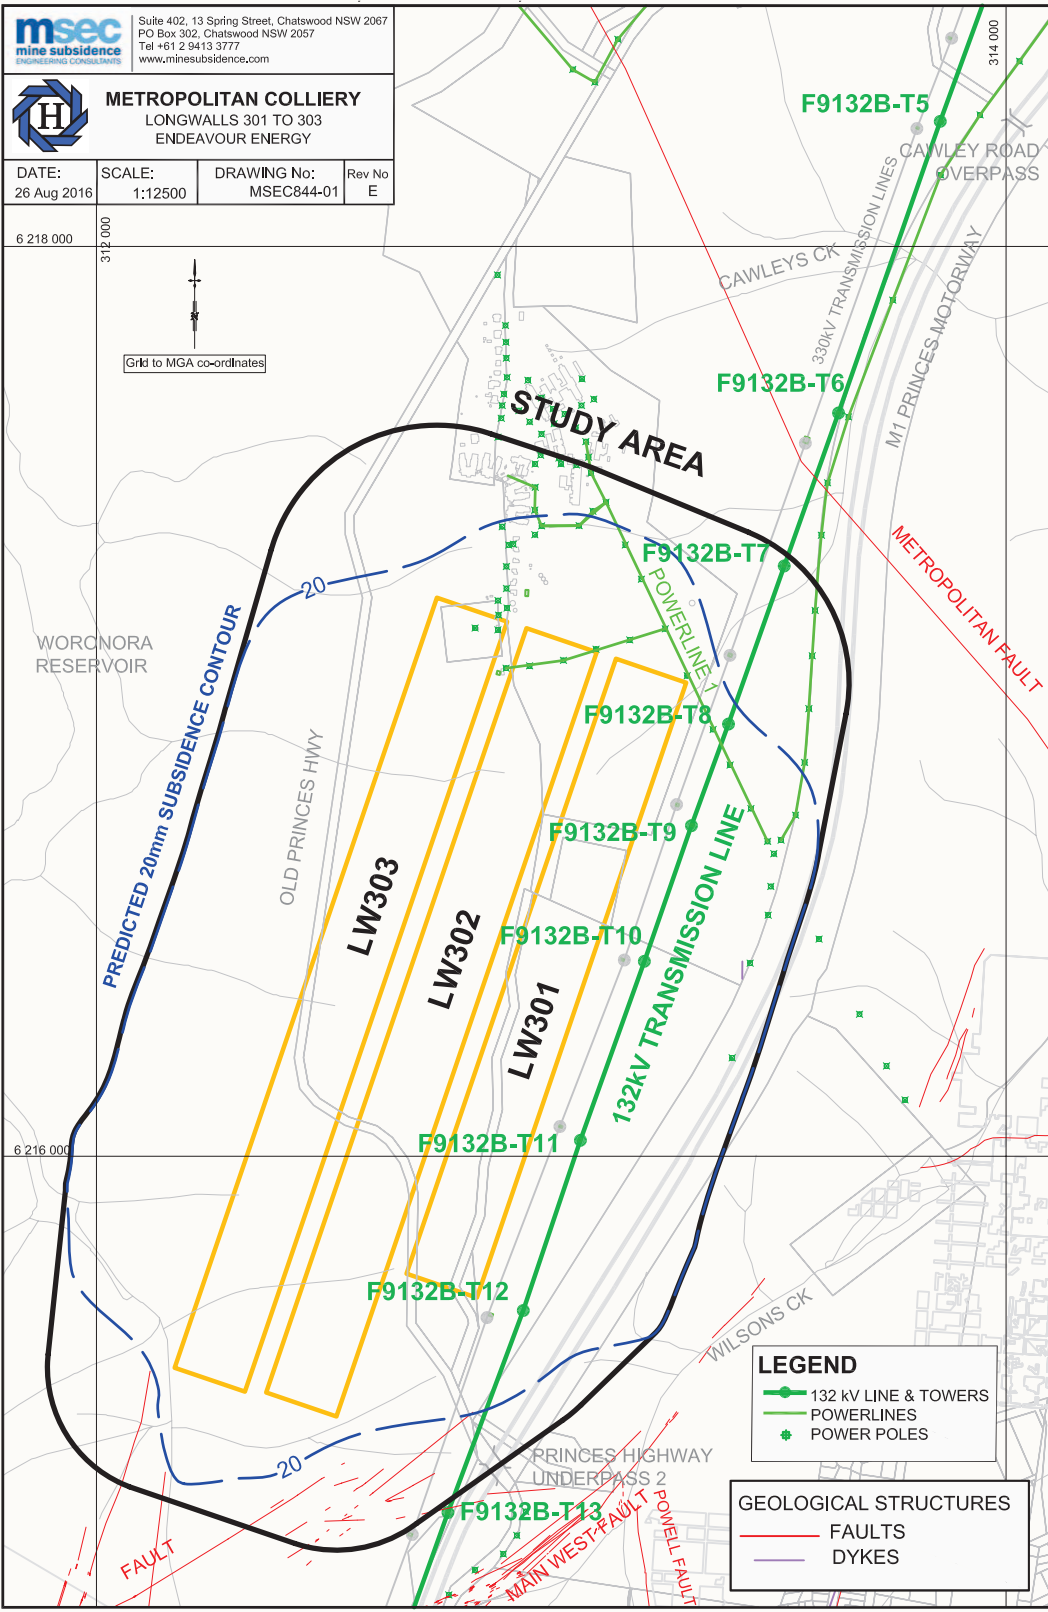 msec
mine subsidence
ENGINEERING CONSULTANTS
Suite 402, 13 Spring Street, Chatswood NSW 2067
PO Box 302, Chatswood NSW 2057
Tel +61 2 9413 3777
www.minesubsidence.com
H
METROPOLITAN COLLIERY
LONGWALLS 301 TO 303
ENDEAVOUR ENERGY
DATE:
26 Aug 2016
SCALE:
1:12500
DRAWING No:
MSEC844-01
Rev No
E
314 000
F9132B-T5
CAWLEY ROAD
OVERPASS
6 218 000
312 000
N
Grid to MGA co-ordinates
CAWLEYS CK
330kV TRANSMISSION LINES
M1 PRINCES MOTORWAY
F9132B-T6
STUDY AREA
METROPOLITAN FAULT
F9132B-T7
POWERLINE 1
20
WORONORA
RESERVOIR
PREDICTED 20mm SUBSIDENCE CONTOUR
OLD PRINCES HWY
F9132B-T8
F9132B-T9
LW303
LW302
LW301
F9132B-T10
132kV TRANSMISSION LINE
F9132B-T11
6 216 000
F9132B-T12
WILSONS CK
20
PRINCES HIGHWAY
UNDERPASS 2
F9132B-T13
FAULT
MAIN WEST FAULT
POWELL FAULT
LEGEND
132 kV LINE & TOWERS
POWERLINES
POWER POLES
GEOLOGICAL STRUCTURES
FAULTS
DYKES